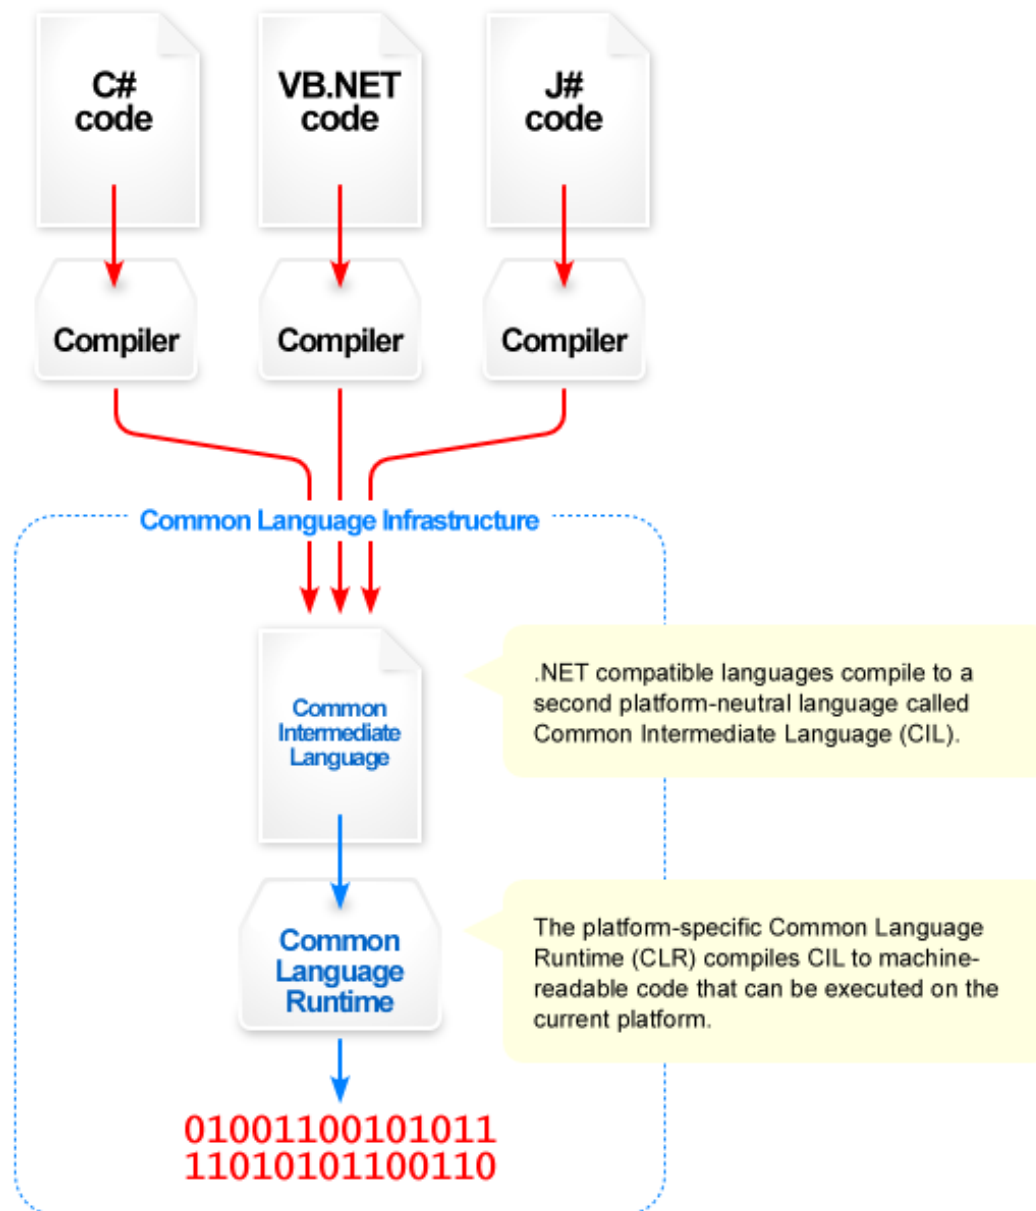 C#
code
VB.NET
code
J#
code
Compiler
Compiler
Compiler
Common Language Infrastructure
Common
Intermediate
Language
.NET compatible languages compile to a
second platform-neutral language called
Common Intermediate Language (CIL).
Common
Language
Runtime
The platform-specific Common Language
Runtime (CLR) compiles CIL to machine-
readable code that can be executed on the
current platform.
01001100101011
11010101100110